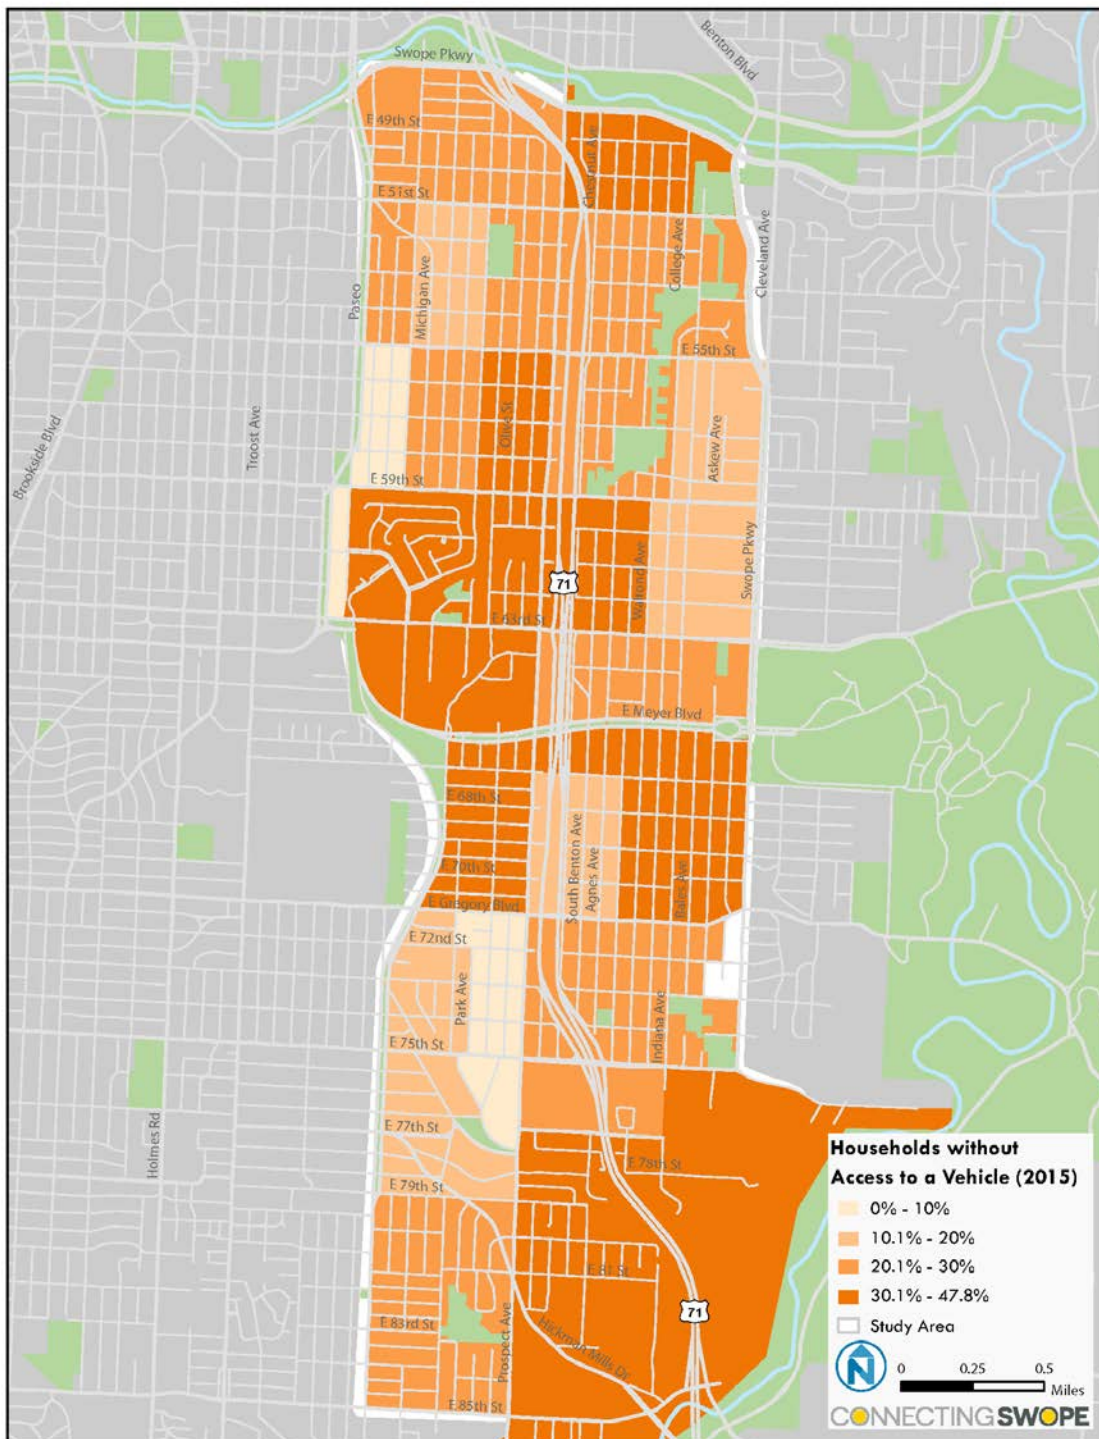 Swope Pkwy
Benton Blvd
E 49th St
Chestnut Ave
E 51st St
College Ave
Cleveland Ave
Michigan Ave
Paseo
E 55th St
Olive St
Askew Ave
Troost Ave
Brookside Blvd
E 59th St
Swope Pkwy
Walrond Ave
71
E 63rd St
E Meyer Blvd
E 68th St
South Benton Ave
Agnes Ave
E 70th St
Bales Ave
E Gregory Blvd
E 72nd St
Park Ave
Indiana Ave
E 75th St
Holmes Rd
E 77th St
E 78th St
E 79th St
E 81 St
71
E 83rd St
Prospect Ave
Hickman Mills Dr
E 85th St
Households without
Access to a Vehicle (2015)
0% - 10%
10.1% - 20%
20.1% - 30%
30.1% - 47.8%
Study Area
N
0 0.25 0.5
Miles
CONNECTING SWOPE